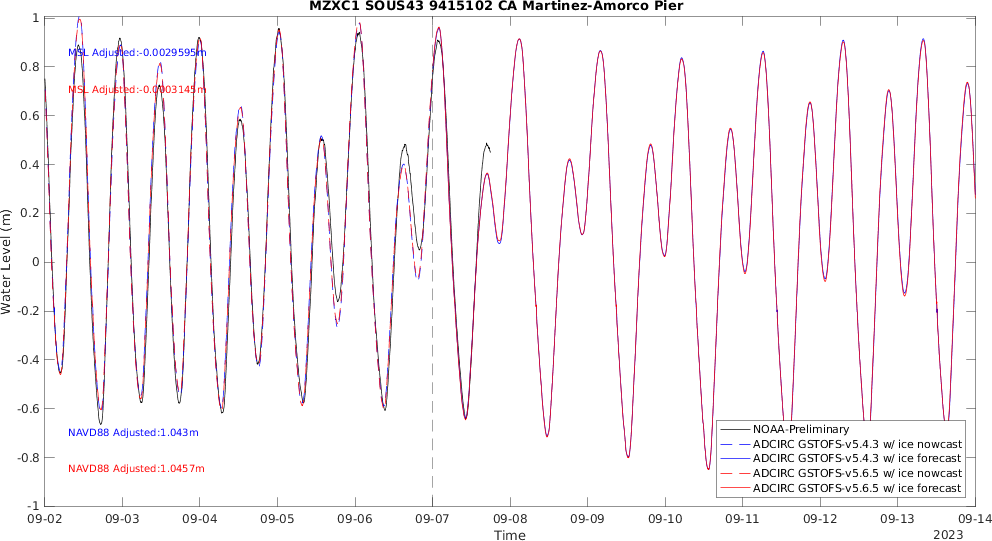 MZXC1 SOUS43 9415102 CA Martinez-Amorco Pier
1
0.8
0.6
0.4
0.2
0
-0.2
-0.4
-0.6
-0.8
-1
Water Level (m)
MSL Adjusted:-0.0029595m
MSL Adjusted:-0.0003145m
NAVD88 Adjusted:1.043m
NAVD88 Adjusted:1.0457m
NOAA-Preliminary
ADCIRC GSTOFS-v5.4.3 w/ ice nowcast
ADCIRC GSTOFS-v5.4.3 w/ ice forecast
ADCIRC GSTOFS-v5.6.5 w/ ice nowcast
ADCIRC GSTOFS-v5.6.5 w/ ice forecast
09-02 09-03 09-04 09-05 09-06 09-07 09-08 09-09 09-10 09-11 09-12 09-13 09-14
Time
2023